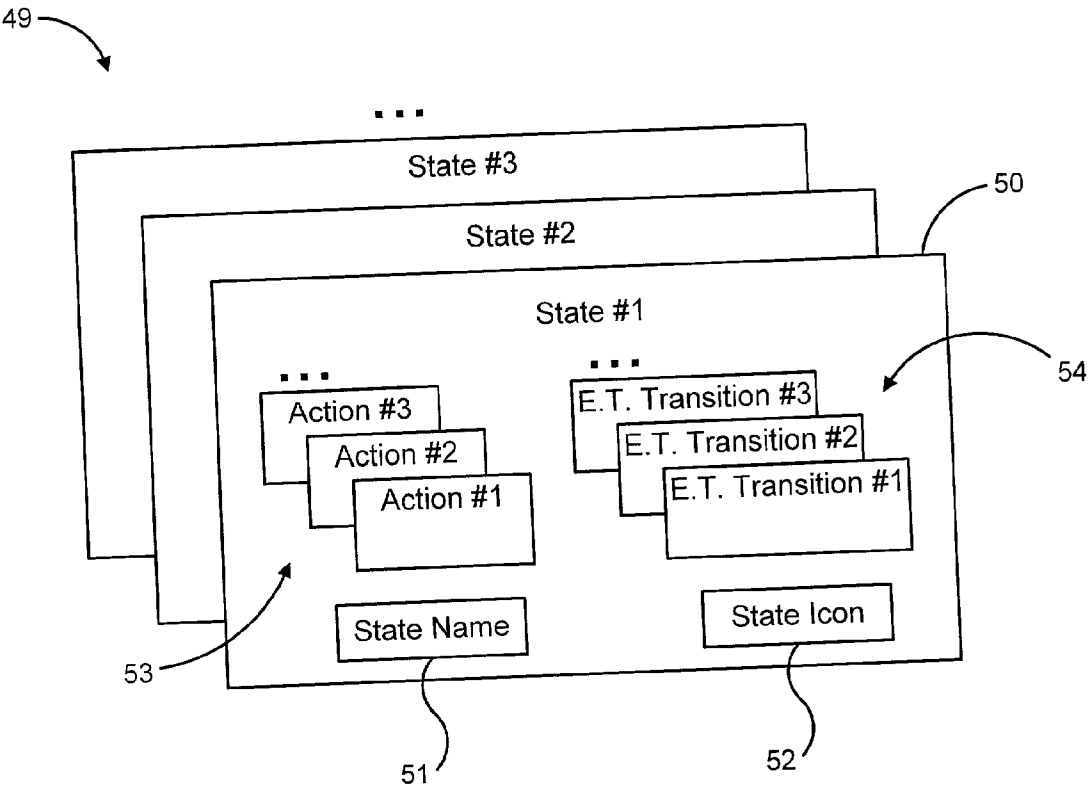 49
...
State #3
50
State #2
State #1
...
...
54
Action #3
E.T. Transition #3
Action #2
E.T. Transition #2
Action #1
E.T. Transition #1
State Name
State Icon
53
51
52